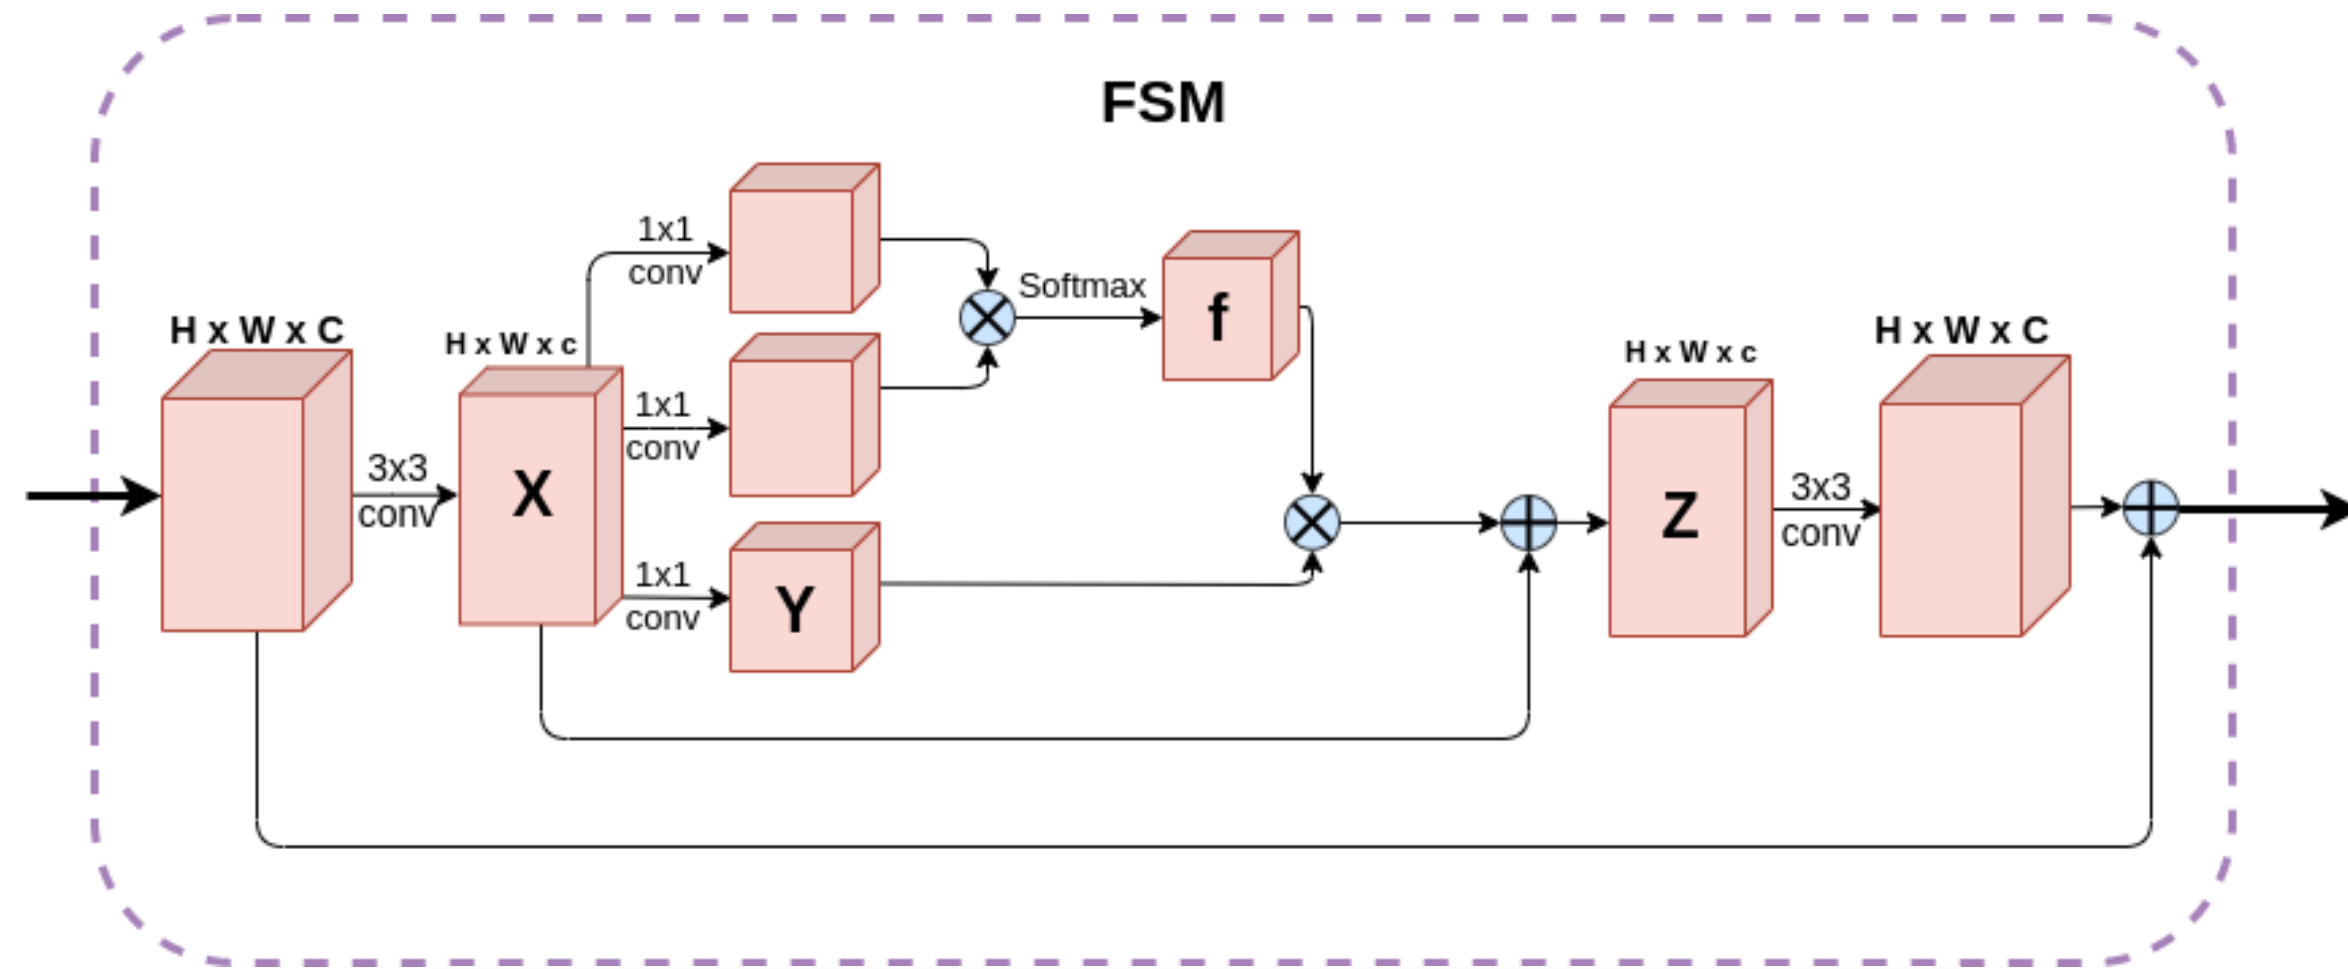 FSM
H x W x C
3x3
conv
H x W x c
X
1x1
conv
1x1
conv
1x1
conv
Y
Softmax
f
H x W x c
Z
3x3
conv
H x W x C